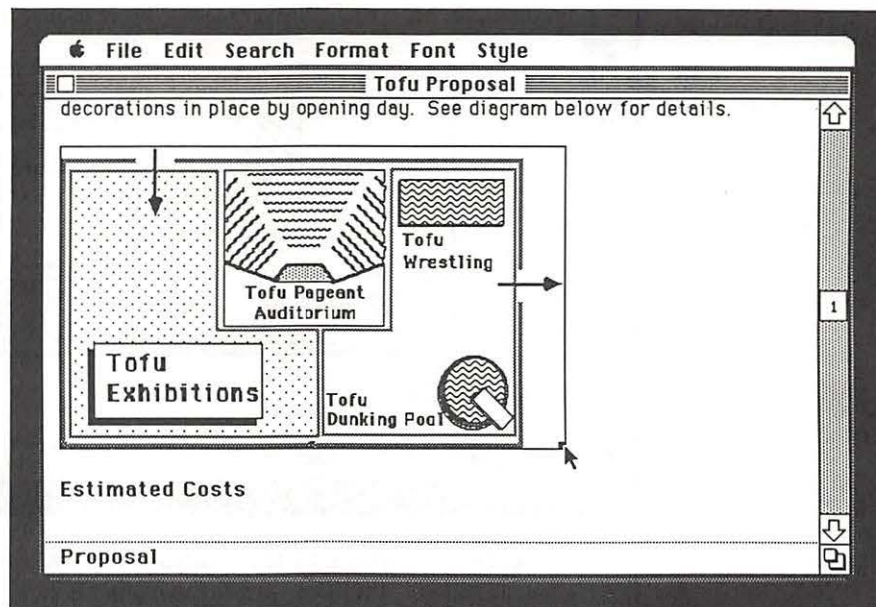 File Edit Search Format Font Style
Tofu Proposal
decorations in place by opening day. See diagram below for details.
Tofu
Wrestling
Tofu Pageant
Auditorium
1
Tofu
Exhibitions
Tofu
Dunking Pool
Estimated Costs
Proposal